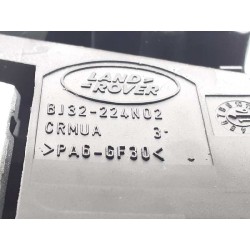 LAND-
ROVER
BJ32-224N02
CRMUA 3
>PA6-GF30<